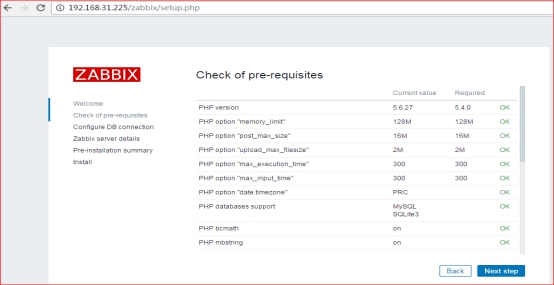 192.168.31.225/zabbix/setup.php
ZABBIX
Check of pre-requisites
Welcome
Check of pre-requisites
Configure DB connection
Zabbix server details
Pre-installation summary
Install
Current value Required
PHP version 5.6.27 5.4.0 OK
PHP option "memory_limit" 128M 128M OK
PHP option "post_max_size" 16M 16M OK
PHP option "upload_max_filesize" 2M 2M OK
PHP option "max_execution_time" 300 300 OK
PHP option "max_input_time" 300 300 OK
PHP option "date.timezone" PRC OK
PHP databases support MySQL OK
SQLite3
PHP bcmath on OK
PHP mbstring on OK
Back Next step